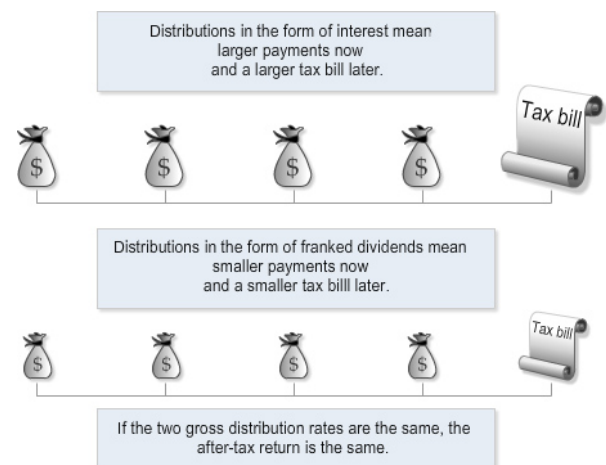 Distributions in the form of interest mean
larger payments now
and a larger tax bill later.
Tax bill
$ $ $ $
Distributions in the form of franked dividends mean
smaller payments now
and a smaller tax billl later.
Tax bill
$ $ $ $
If the two gross distribution rates are the same, the
after-tax return is the same.